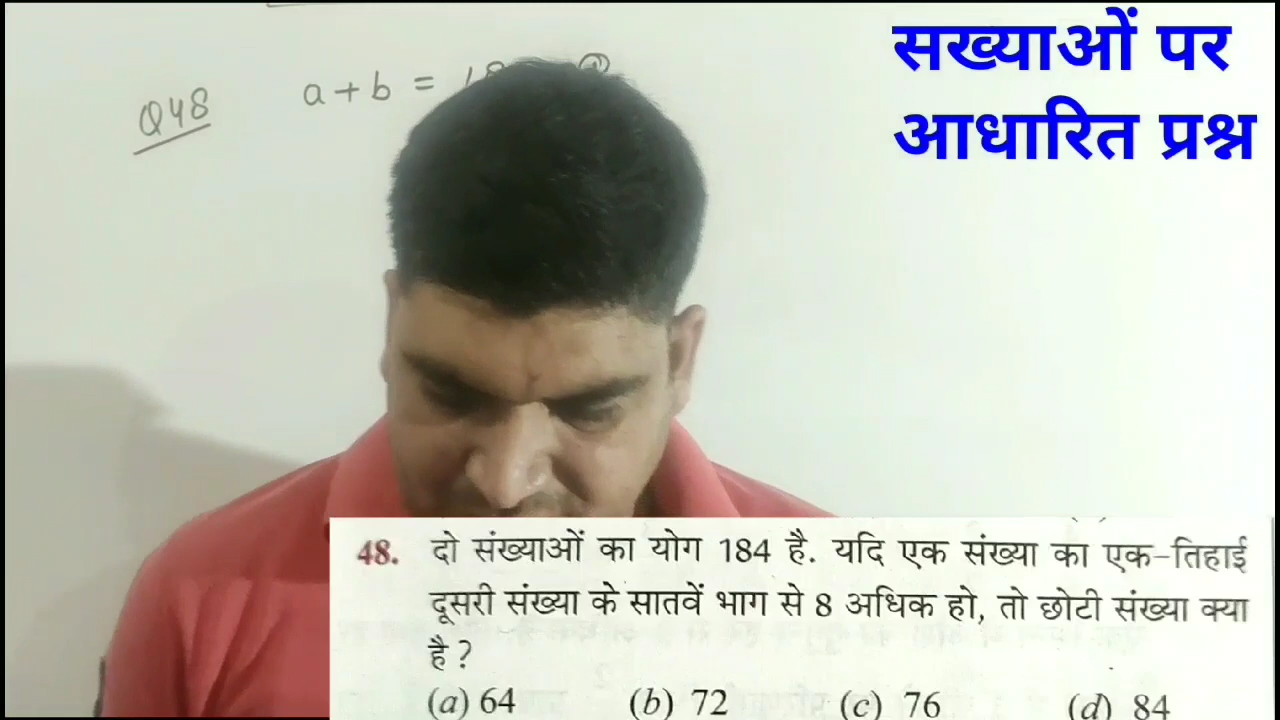 सख्याओं पर
आधारित प्रश्न
Q48 a+b =
48. दो संख्याओं का योग 184 है. यदि एक संख्या का एक-तिहाई
दूसरी संख्या के सातवें भाग से 8 अधिक हो, तो छोटी संख्या क्या
है ?
(a) 64 (b) 72 (c) 76 (d) 84